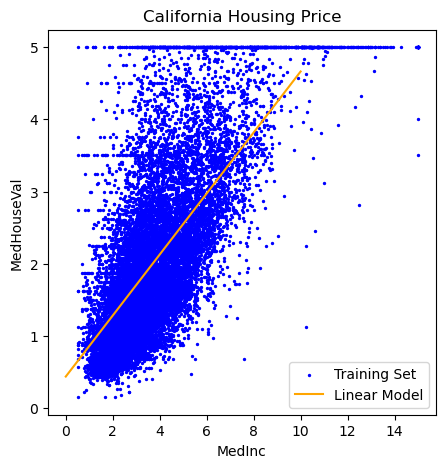 California Housing Price
MedHouseVal
5
4
3
2
1
0
0 2 4 6 8 10 12 14
MedInc
Training Set
Linear Model